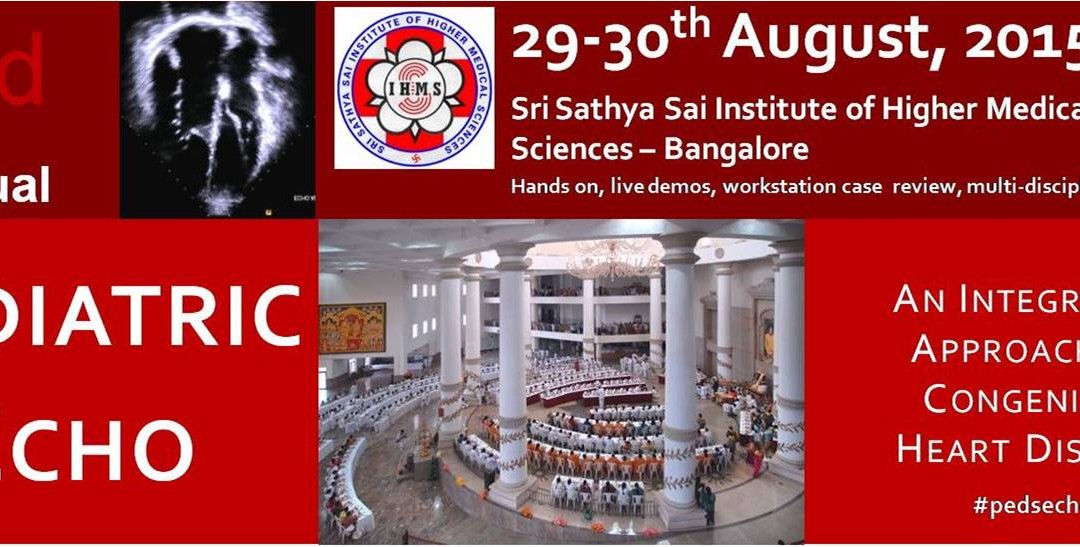 d
29-30th August, 2015
Sri Sathya Sai Institute of Higher Medica
Sciences – Bangalore
Hands on, live demos, workstation case review, multi-discip
ual
SRI SATHYA SAI INSTITUTE OF HIGHER MEDICAL SCIENCES
IHMS
DIATRIC
ECHO
AN INTEGR
APPROAC
CONGENI
HEART DIS
#pedsech